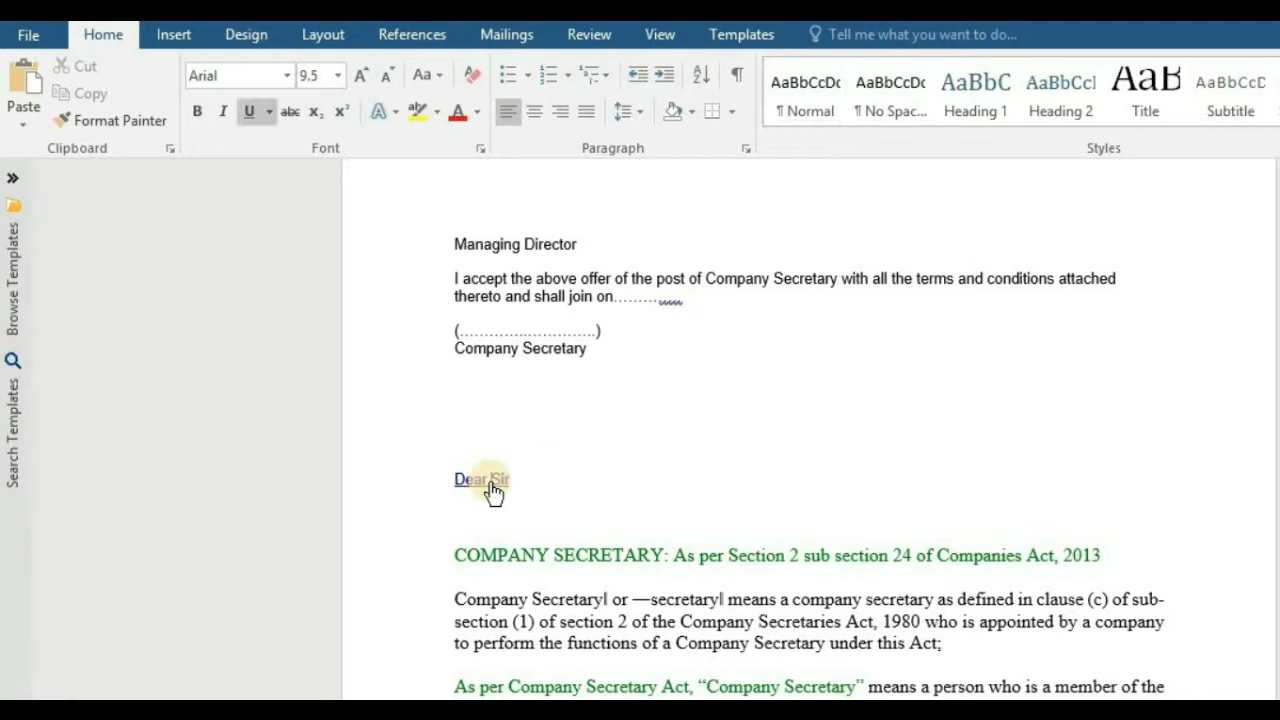 File Home Insert Design Layout References Mailings Review View Templates Tell me what you want to do...
Paste
Cut
Copy
Format Painter
Arial 9.5 Aa
B I U abc x₂ x² A A
AaBbCcDc AaBbCcDc AaBbC AaBbCcl AaB AaBbCcD
¶ Normal ¶ No Spac... Heading 1 Heading 2 Title Subtitle
Clipboard Font Paragraph Styles
Browse Templates
Search Templates
Managing Director
I accept the above offer of the post of Company Secretary with all the terms and conditions attached
thereto and shall join on……………
(…………………………)
Company Secretary
Dear Sir
COMPANY SECRETARY: As per Section 2 sub section 24 of Companies Act, 2013
Company Secretary‖ or ―secretary‖ means a company secretary as defined in clause (c) of sub-
section (1) of section 2 of the Company Secretaries Act, 1980 who is appointed by a company
to perform the functions of a Company Secretary under this Act;
As per Company Secretary Act, “Company Secretary” means a person who is a member of the